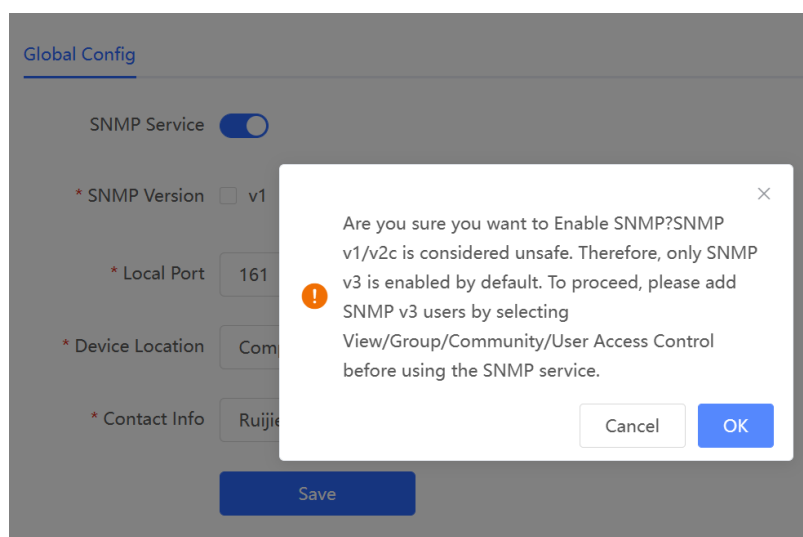 Global Config
SNMP Service
* SNMP Version v1
Are you sure you want to Enable SNMP?SNMP
v1/v2c is considered unsafe. Therefore, only SNMP
* Local Port 161
v3 is enabled by default. To proceed, please add
SNMP v3 users by selecting
View/Group/Community/User Access Control
* Device Location
before using the SNMP service.
* Contact Info
Cancel OK
Save